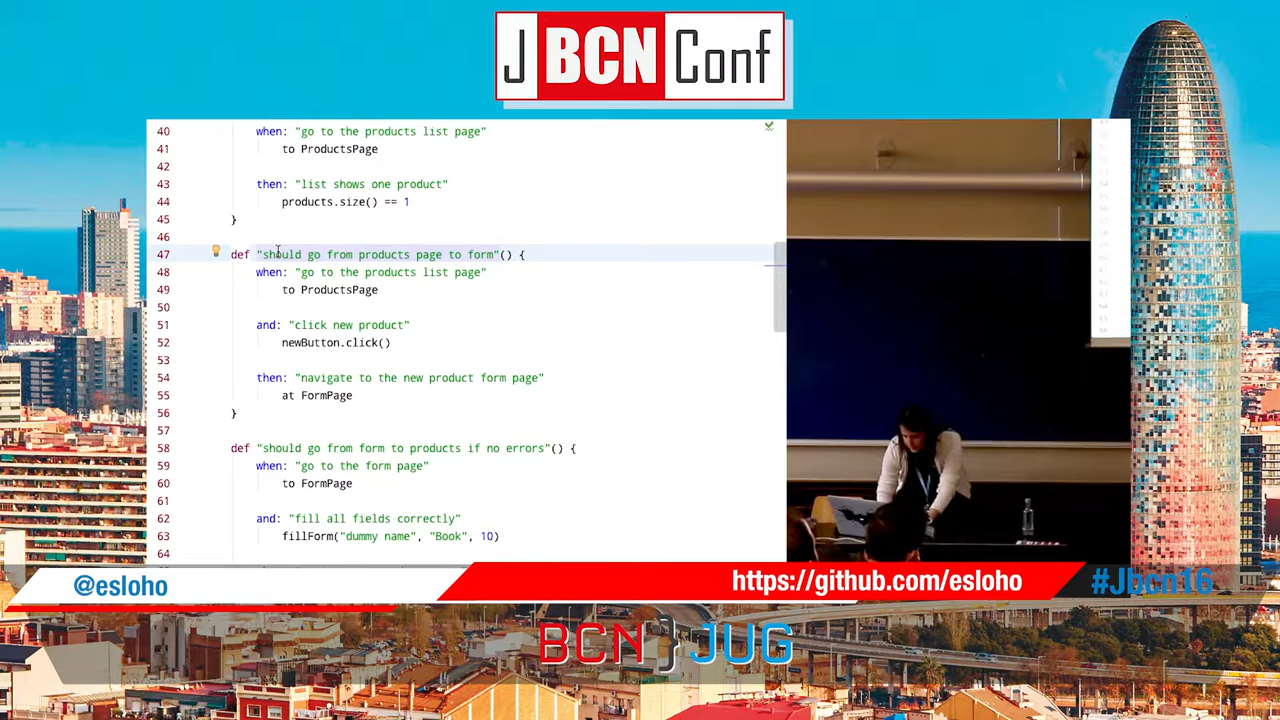 JBCNConf
40 when: "go to the products list page"
41 to ProductsPage
42
43 then: "list shows one product"
44 products.size() == 1
45 }
46
47 def "should go from products page to form"() {
48 when: "go to the products list page"
49 to ProductsPage
50
51 and: "click new product"
52 newButton.click()
53
54 then: "navigate to the new product form page"
55 at FormPage
56 }
57
58 def "should go from form to products if no errors"() {
59 when: "go to the form page"
60 to FormPage
61
62 and: "fill all fields correctly"
63 fillForm("dummy name", "Book", 10)
64
@esloho
https://github.com/esloho
#Jbcn16
BCN JUG